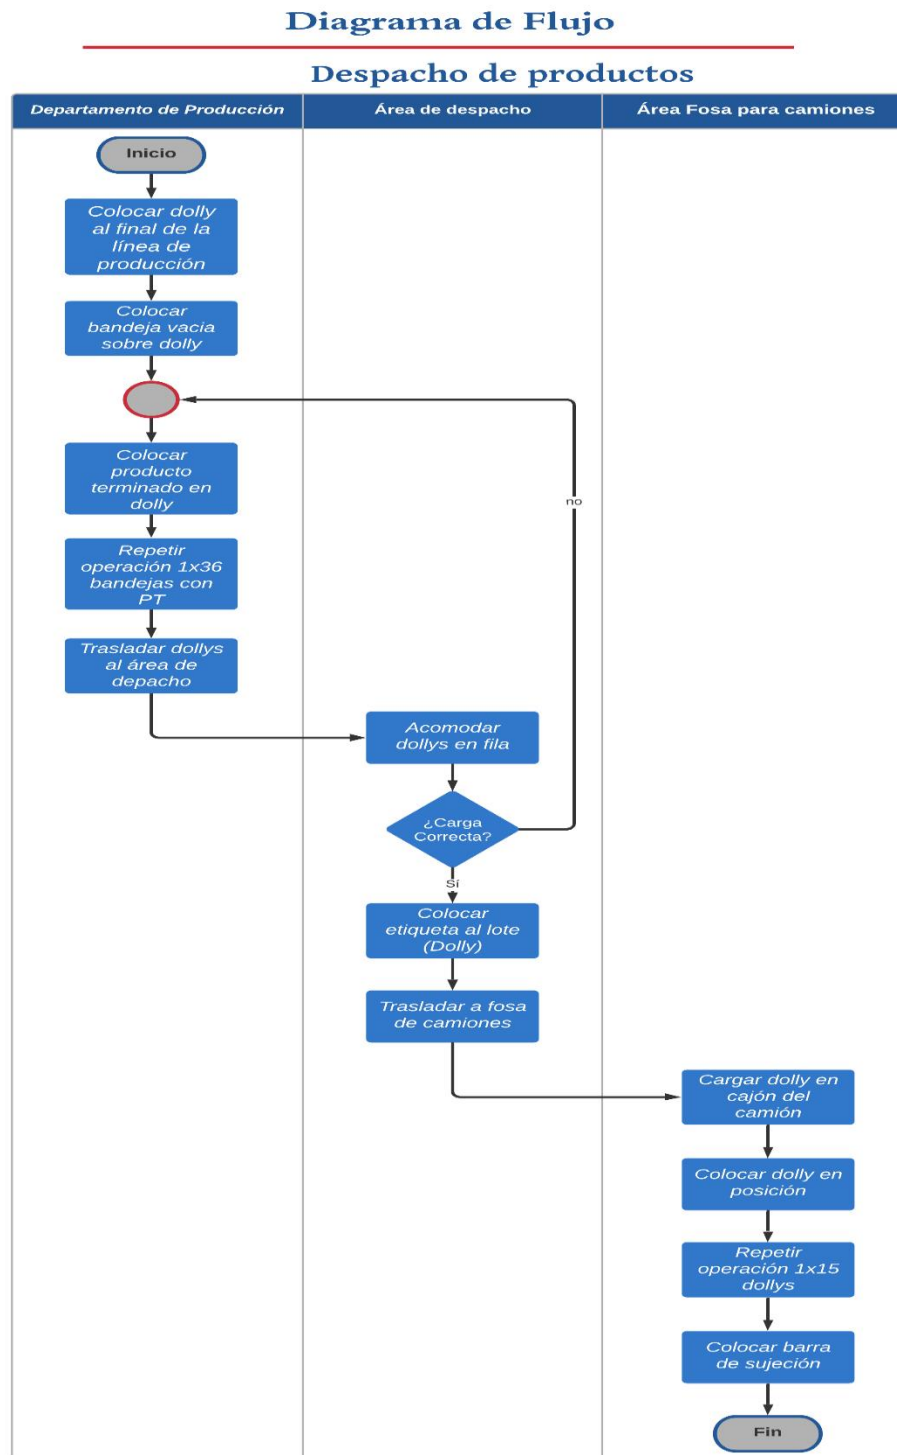 Diagrama de Flujo
Despacho de productos
Departamento de Producción
Área de despacho
Área Fosa para camiones
Inicio
Colocar dolly
al final de la
línea de
producción
Colocar
bandeja vacia
sobre dolly
Colocar
producto
terminado en
dolly
no
Repetir
operación 1x36
bandejas con
PT
Trasladar dollys
al área de
depacho
Acomodar
dollys en fila
¿Carga
Correcta?
Sí
Colocar
etiqueta al lote
(Dolly)
Trasladar a fosa
de camiones
Cargar dolly en
cajón del
camión
Colocar dolly en
posición
Repetir
operación 1x15
dollys
Colocar barra
de sujeción
Fin